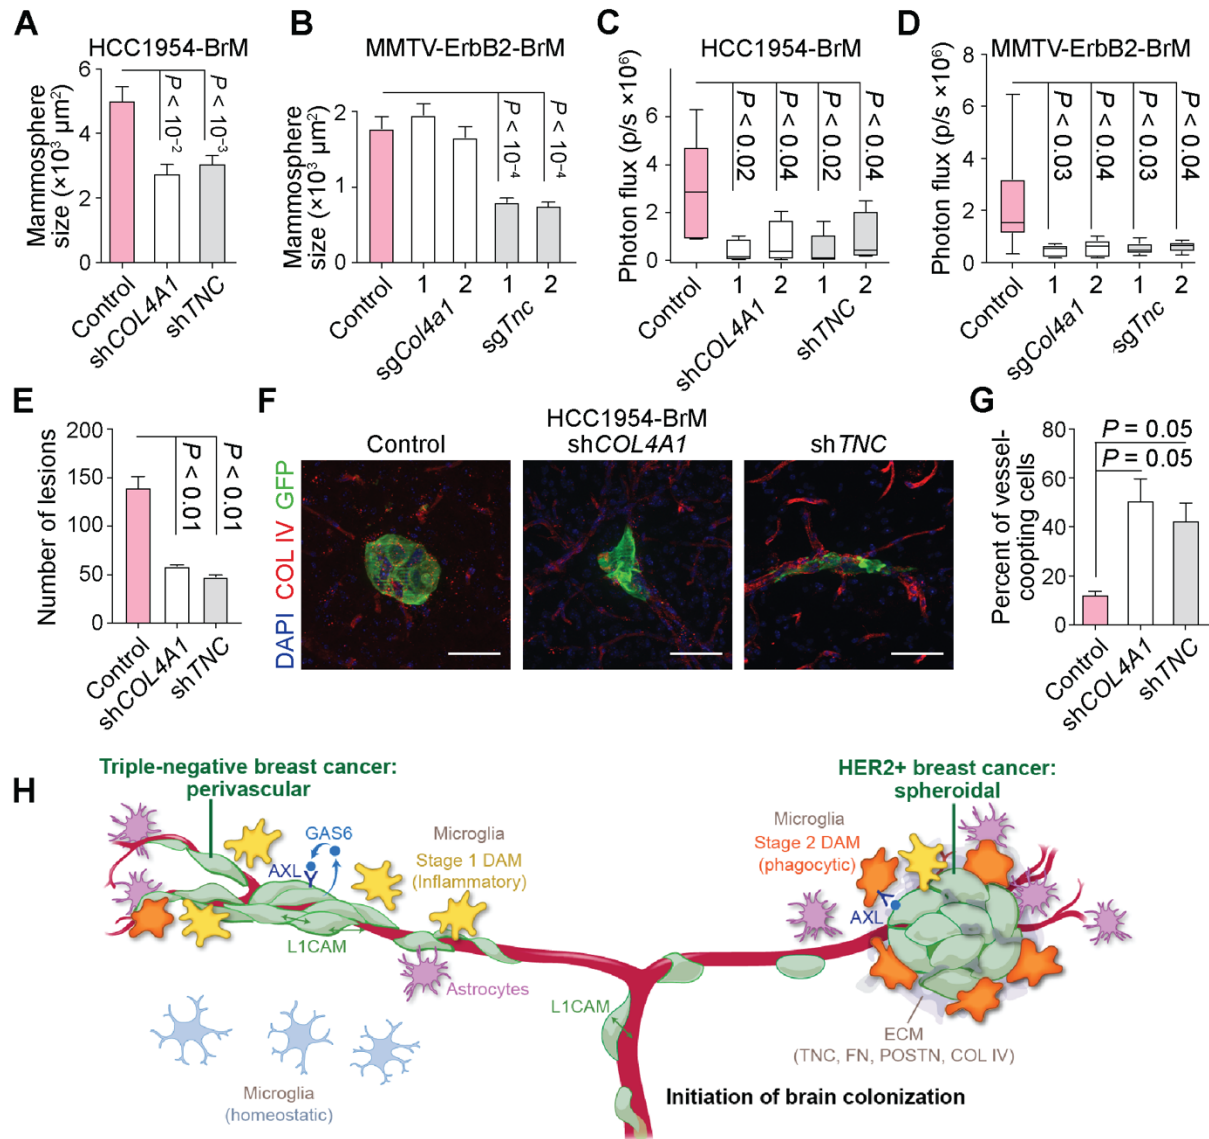 A
HCC1954-BrM
Mammosphere
size (×10³ μm²)
6
4
2
0
P < 10⁻²
P < 10⁻³
Control
shCOL4A1
shTNC
B
MMTV-ErbB2-BrM
Mammosphere
size (×10³ μm²)
2
1
0
P < 10⁻⁴
P < 10⁻⁴
Control
1
2
1
2
sgCol4a1
sgTnc
C
HCC1954-BrM
Photon flux (p/s ×10⁶)
6
4
2
0
P < 0.02
P < 0.04
P < 0.02
P < 0.04
Control
1
2
1
2
shCOL4A1
shTNC
D
MMTV-ErbB2-BrM
Photon flux (p/s ×10⁶)
8
6
4
2
0
P < 0.03
P < 0.04
P < 0.03
P < 0.04
Control
1
2
1
2
sgCol4a1
sgTnc
E
Number of lesions
200
150
100
50
0
P < 0.01
P < 0.01
Control
shCOL4A1
shTNC
F
HCC1954-BrM
Control
shCOL4A1
shTNC
DAPI COL IV GFP
G
Percent of vessel-
coopting cells
80
60
40
20
0
P = 0.05
P = 0.05
Control
shCOL4A1
shTNC
H
Triple-negative breast cancer:
perivascular
GAS6
AXL
Microglia
Stage 1 DAM
(Inflammatory)
L1CAM
Astrocytes
Microglia
(homeostatic)
HER2+ breast cancer:
spheroidal
Microglia
Stage 2 DAM
(phagocytic)
AXL
L1CAM
ECM
(TNC, FN, POSTN, COL IV)
Initiation of brain colonization